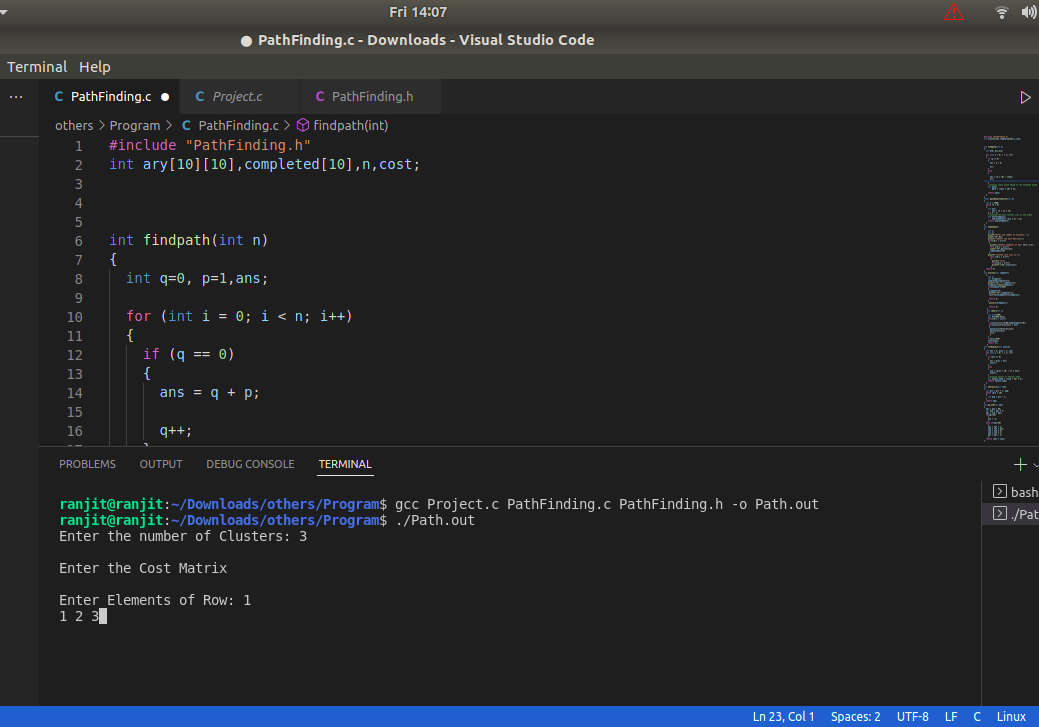 Fri 14:07
● PathFinding.c - Downloads - Visual Studio Code
Terminal Help
··· C PathFinding.c ● C Project.c C PathFinding.h
others > Program > C PathFinding.c > findpath(int)
1 #include "PathFinding.h"
2 int ary[10][10],completed[10],n,cost;
3
4
5
6 int findpath(int n)
7 {
8 int q=0, p=1,ans;
9
10 for (int i = 0; i < n; i++)
11 {
12 if (q == 0)
13 {
14 ans = q + p;
15
16 q++;
PROBLEMS OUTPUT DEBUG CONSOLE TERMINAL
ranjit@ranjit:~/Downloads/others/Program$ gcc Project.c PathFinding.c PathFinding.h -o Path.out
ranjit@ranjit:~/Downloads/others/Program$ ./Path.out
Enter the number of Clusters: 3
Enter the Cost Matrix
Enter Elements of Row: 1
1 2 3
bash
./Pat
Ln 23, Col 1 Spaces: 2 UTF-8 LF C Linux